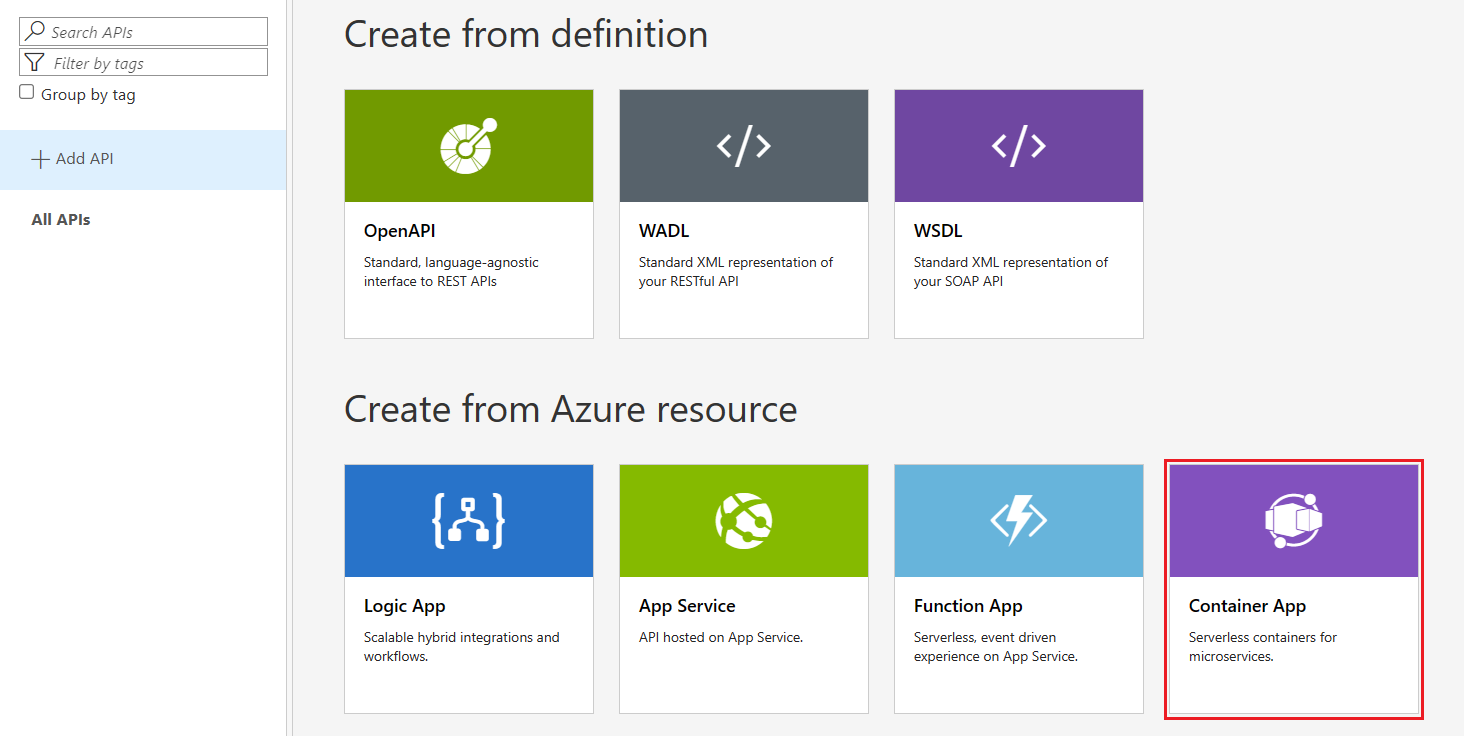 Search APIs
Filter by tags
Group by tag
Add API
All APIs
Create from definition
OpenAPI
Standard, language-agnostic
interface to REST APIs
WADL
Standard XML representation of
your RESTful API
WSDL
Standard XML representation of
your SOAP API
Create from Azure resource
Logic App
Scalable hybrid integrations and
workflows.
App Service
API hosted on App Service.
Function App
Serverless, event driven
experience on App Service.
Container App
Serverless containers for
microservices.